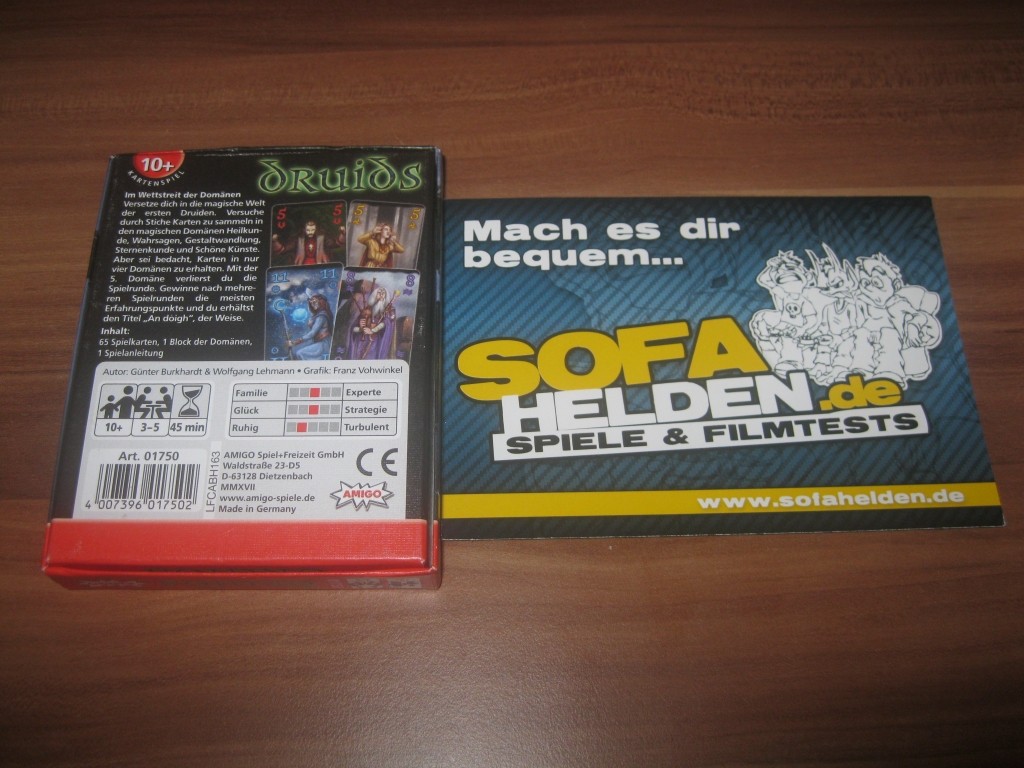 10+
KARTENSPIEL
DRUIDS
Im Wettstreit der Domänen
Versetze dich in die magische Welt
der ersten Druiden. Versuche
durch Stiche Karten zu sammeln in
den magischen Domänen Heilkun-
de, Wahrsagen, Gestaltwandlung,
Sternenkunde und Schöne Künste.
Aber sei bedacht, Karten in nur
vier Domänen zu erhalten. Mit der
5. Domäne verlierst du die
Spielrunde. Gewinne nach mehre-
ren Spielrunden die meisten
Erfahrungspunkte und du erhältst
den Titel „An dóigh", der Weise.
Inhalt:
65 Spielkarten, 1 Block der Domänen,
1 Spielanleitung
5
5
5
5
11
11
8
8
Autor: Günter Burkhardt & Wolfgang Lehmann • Grafik: Franz Vohwinkel
10+
3–5
45 min
Familie
Experte
Glück
Strategie
Ruhig
Turbulent
Art. 01750
4 007396 017502
LFCABH163
AMIGO Spiel+Freizeit GmbH
Waldstraße 23-D5
D-63128 Dietzenbach
MMXVII
www.amigo-spiele.de
Made in Germany
CE
AMIGO
Mach es dir
bequem...
SOFA
HELDEN.de
SPIELE & FILMTESTS
www.sofahelden.de